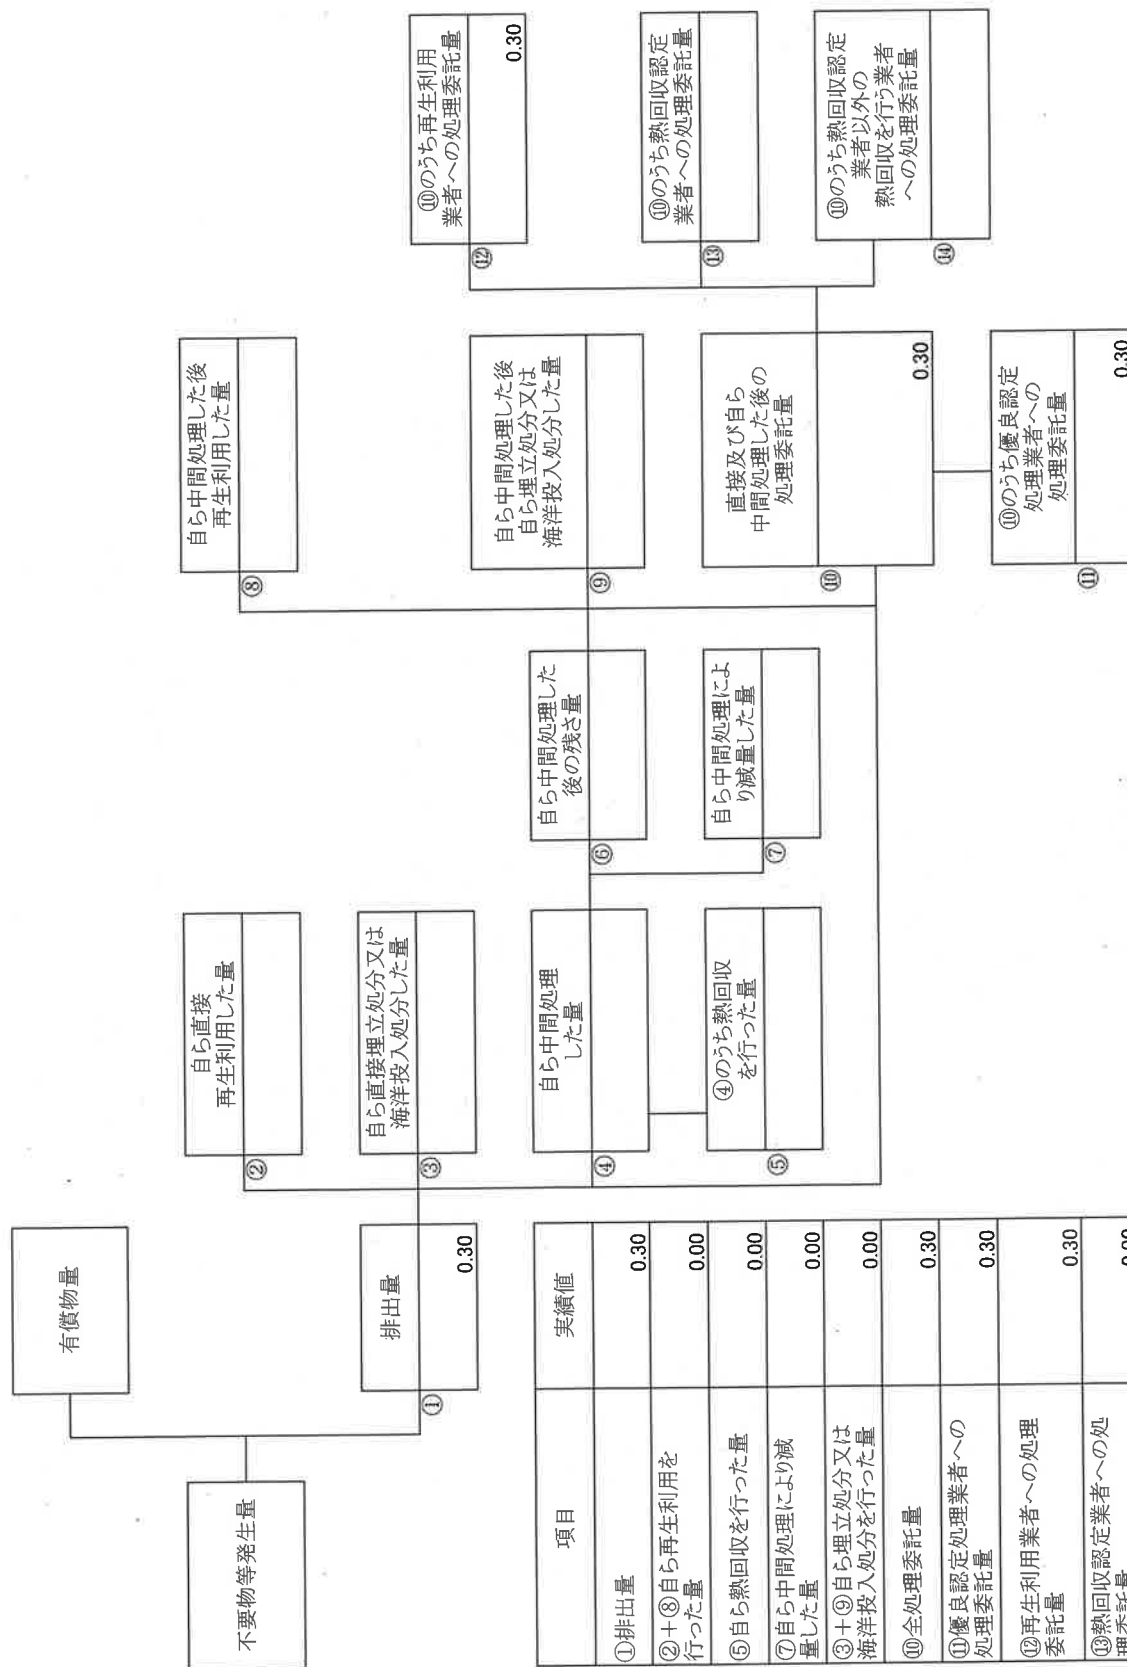 有償物量
不要物等発生量
排出量
①
0.30
自ら直接
再生利用した量
②
自ら直接埋立処分又は
海洋投入処分した量
③
自ら中間処理
した量
④
④のうち熱回収
を行った量
⑤
自ら中間処理した
後の残さ量
⑥
自ら中間処理によ
り減量した量
⑦
自ら中間処理した後
再生利用した量
⑧
自ら中間処理した後
自ら埋立処分又は
海洋投入処分した量
⑨
直接及び自ら
中間処理した後の
処理委託量
⑩
0.30
⑩のうち優良認定
処理業者への
処理委託量
⑪
0.30
⑩のうち再生利用
業者への処理委託量
⑫
0.30
⑩のうち熱回収認定
業者への処理委託量
⑬
⑩のうち熱回収認定
業者以外の
熱回収を行う業者
への処理委託量
⑭
項目 実績値
①排出量 0.30
②+⑧自ら再生利用を
行った量 0.00
⑤自ら熱回収を行った量 0.00
⑦自ら中間処理により減
量した量 0.00
③+⑨自ら埋立処分又は
海洋投入処分を行った量 0.00
⑩全処理委託量 0.30
⑪優良認定処理業者への
処理委託量 0.30
⑫再生利用業者への処理
委託量 0.30
⑬熱回収認定業者への処
理委託量 0.00